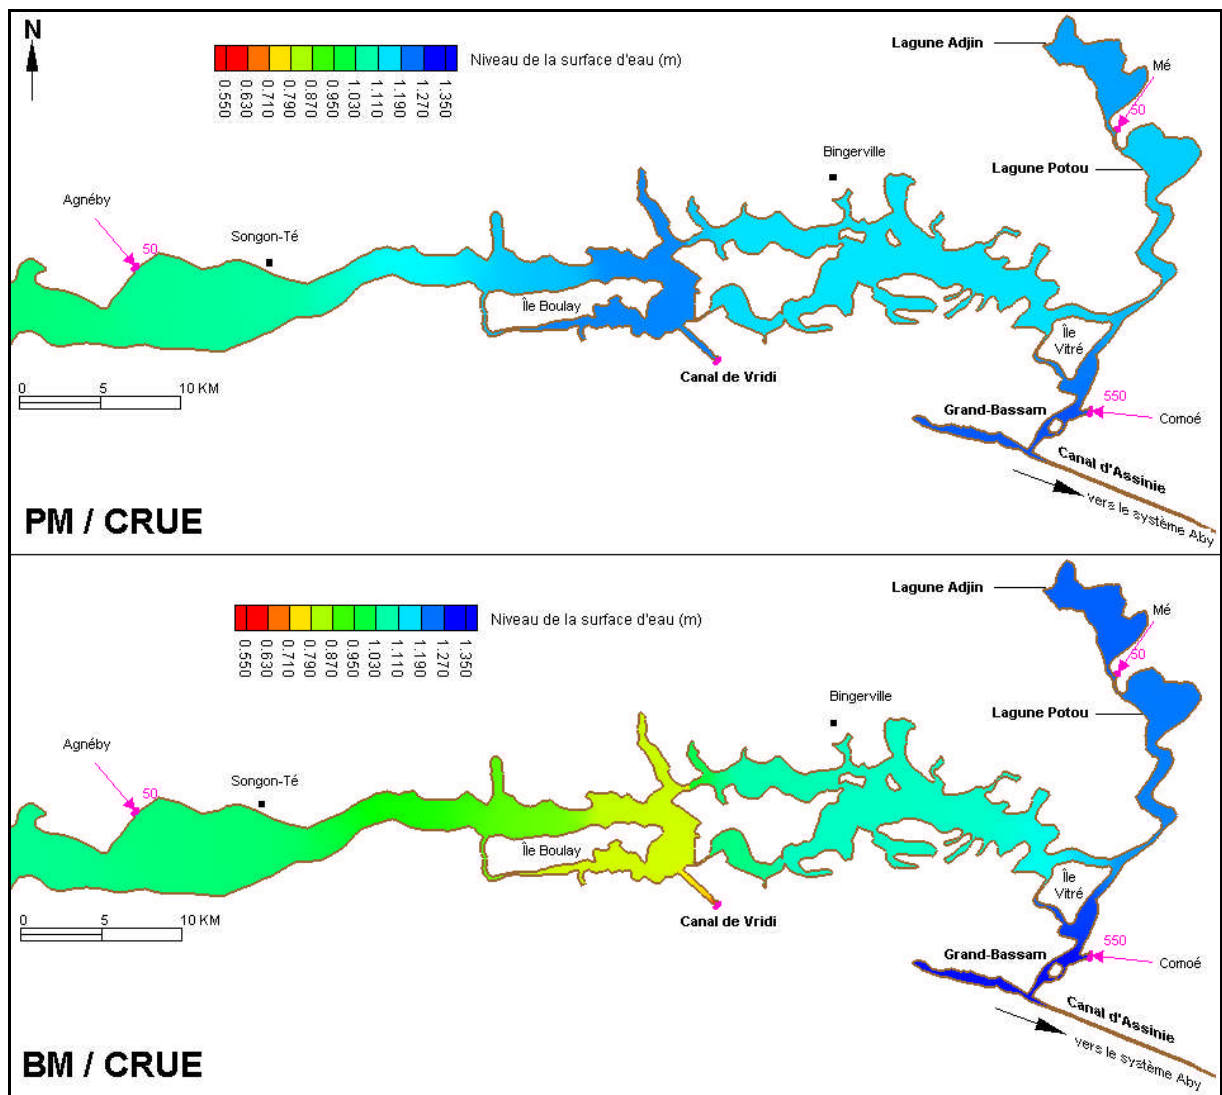 N
Niveau de la surface d'eau (m)
0.550
0.630
0.710
0.790
0.870
0.950
1.030
1.110
1.190
1.270
1.350
Lagune Adjin
Mé
50
Bingerville
Lagune Potou
Agnéby
50
Songon-Té
Île Boulay
Île
Vitré
Canal de Vridi
0 5 10 KM
Grand-Bassam
550
Comoé
Canal d'Assinie
vers le système Aby
PM / CRUE
Niveau de la surface d'eau (m)
0.550
0.630
0.710
0.790
0.870
0.950
1.030
1.110
1.190
1.270
1.350
Lagune Adjin
Mé
50
Bingerville
Lagune Potou
Agnéby
50
Songon-Té
Île Boulay
Île
Vitré
Canal de Vridi
0 5 10 KM
Grand-Bassam
550
Comoé
Canal d'Assinie
vers le système Aby
BM / CRUE